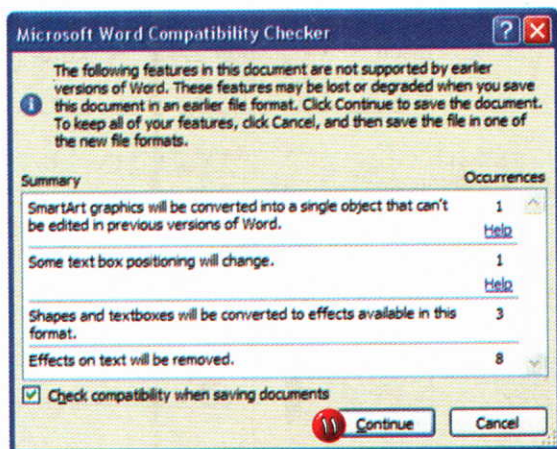 Microsoft Word Compatibility Checker
The following features in this document are not supported by earlier
versions of Word. These features may be lost or degraded when you save
this document in an earlier file format. Click Continue to save the document.
To keep all of your features, click Cancel, and then save the file in one of
the new file formats.
Summary Occurrences
SmartArt graphics will be converted into a single object that can't 1
be edited in previous versions of Word. Help
Some text box positioning will change. 1
Help
Shapes and textboxes will be converted to effects available in this 3
format.
Effects on text will be removed. 8
Check compatibility when saving documents
11 Continue Cancel